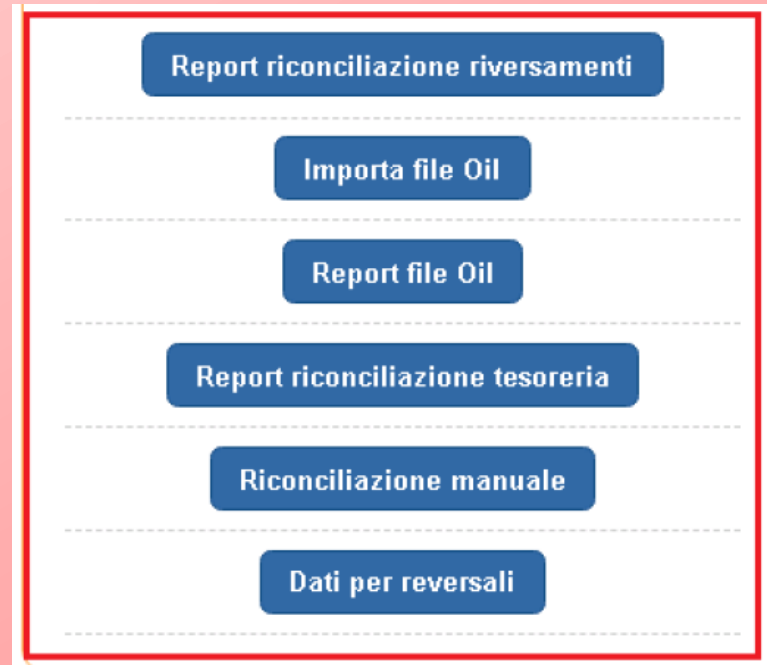 Report riconciliazione riversamenti
Importa file Oil
Report file Oil
Report riconciliazione tesoreria
Riconciliazione manuale
Dati per reversali